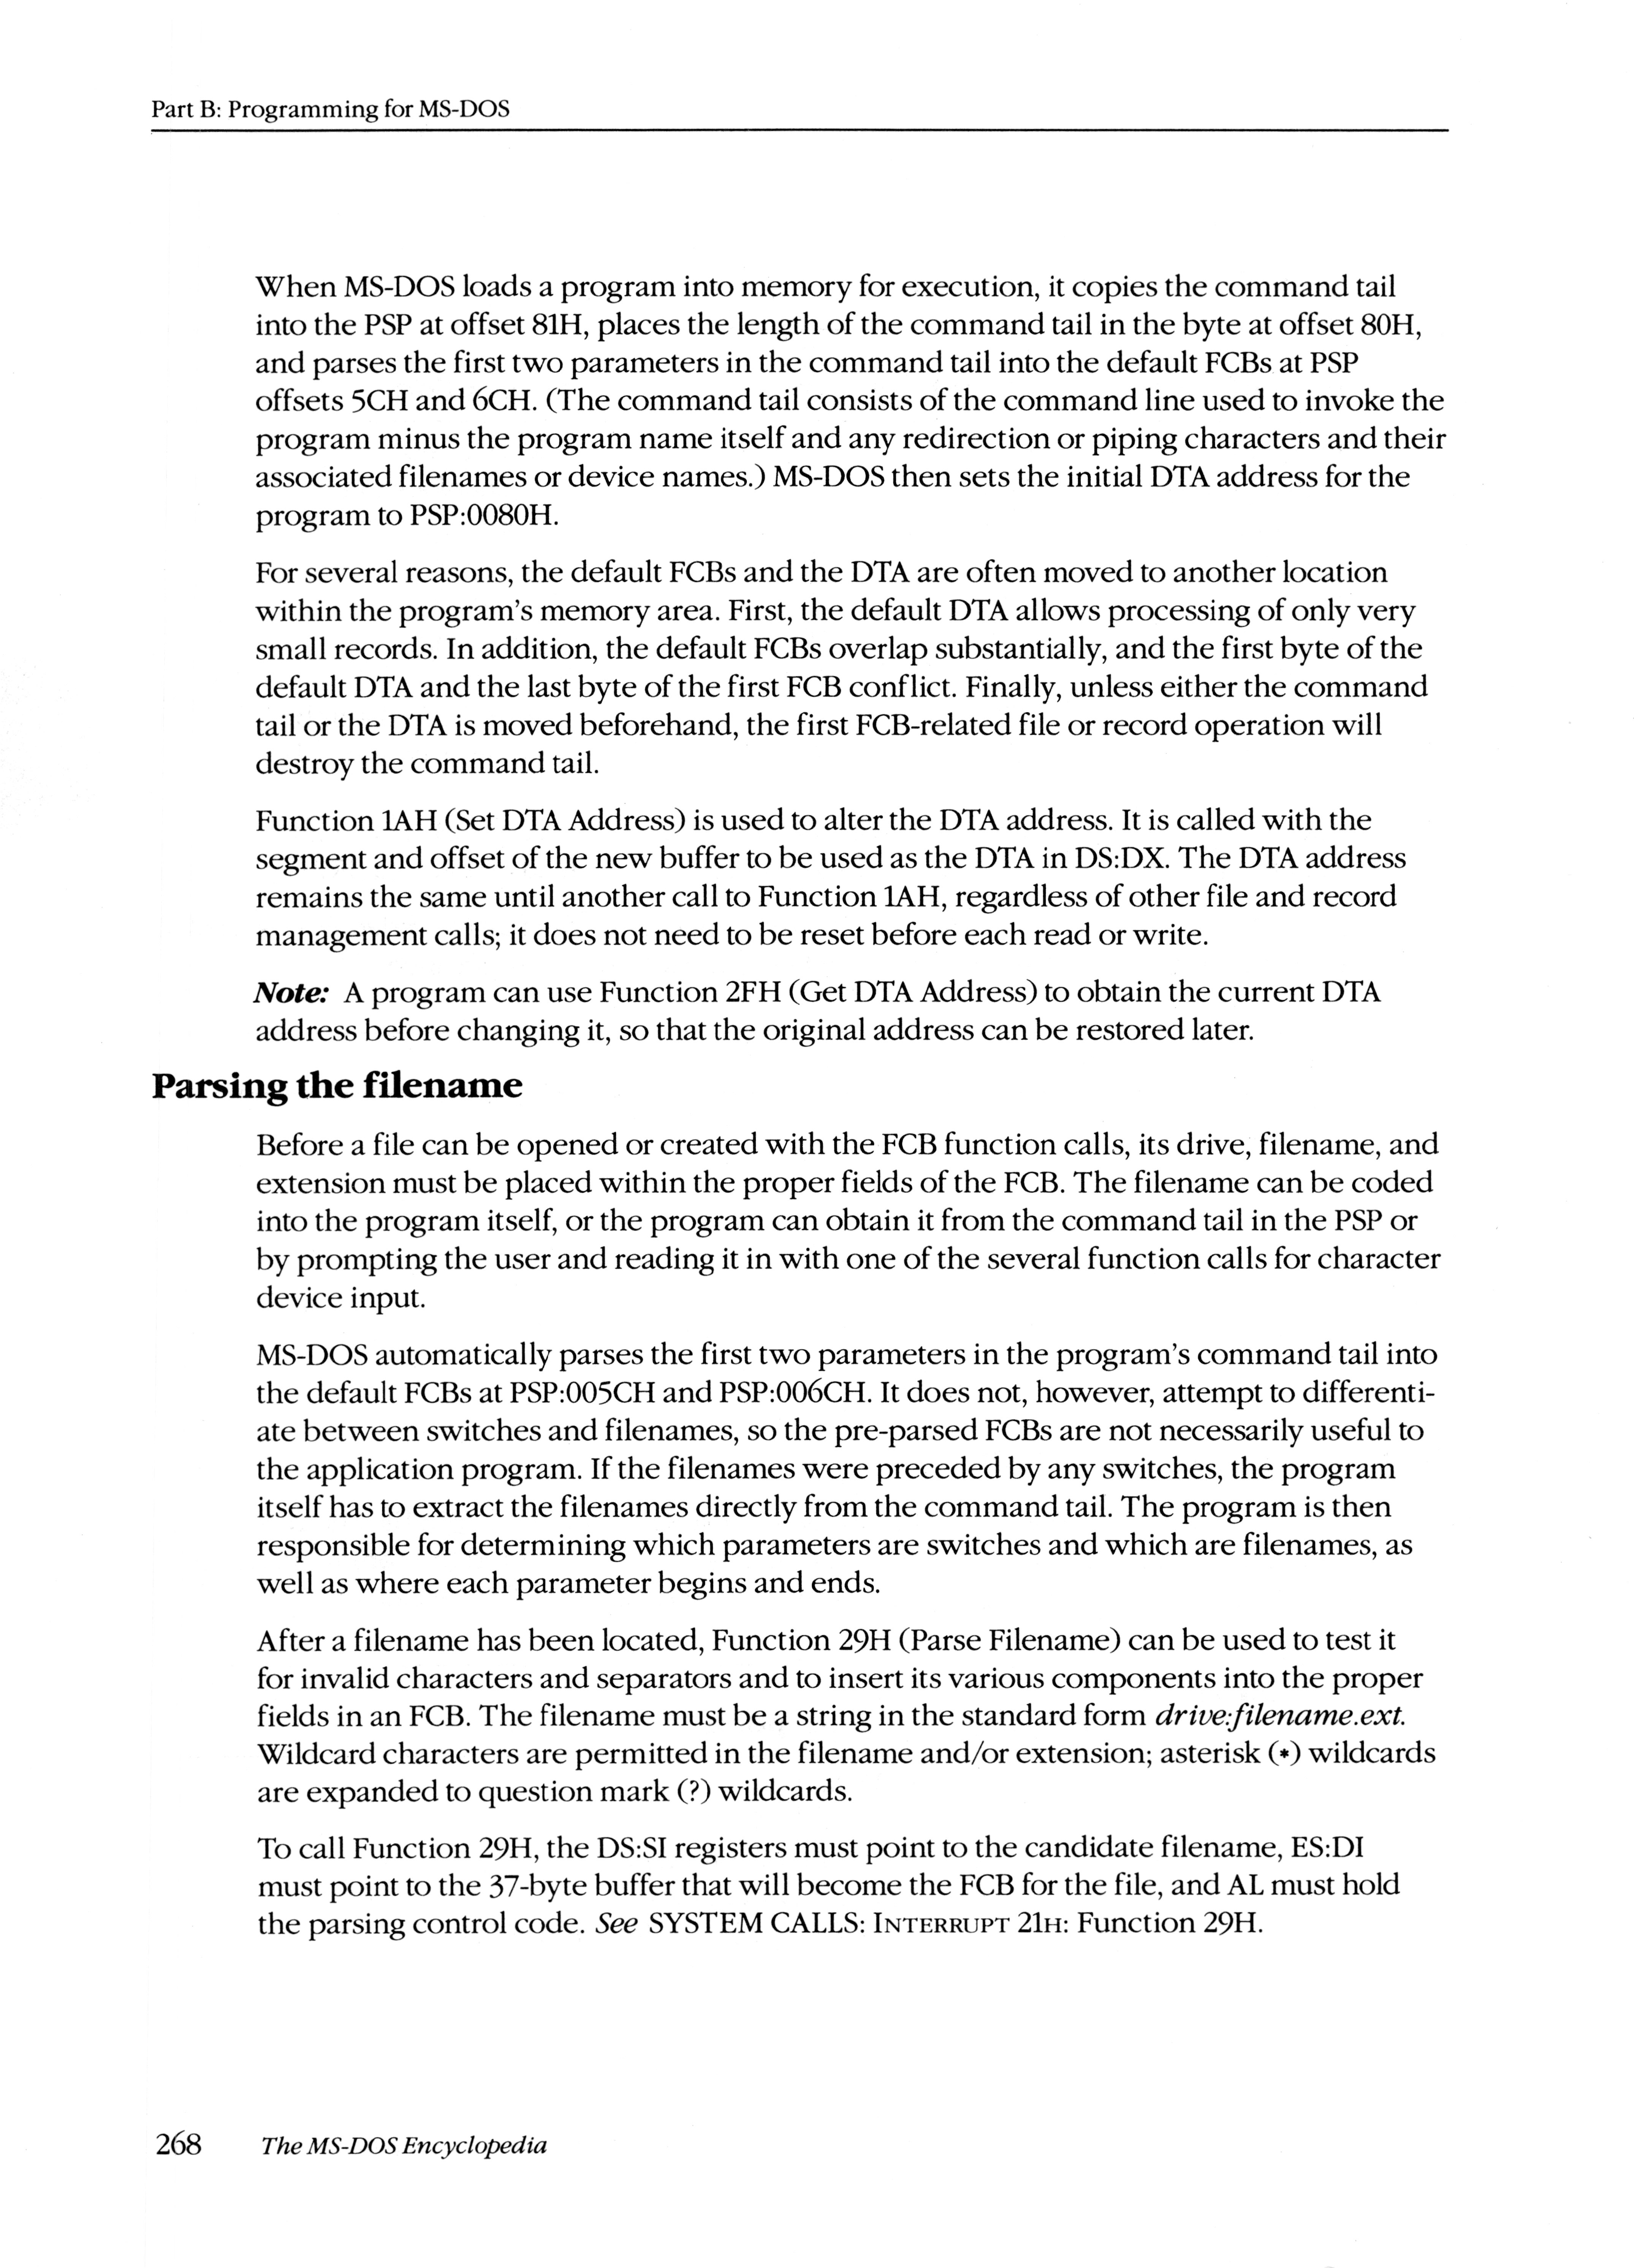 Part B: Programming for MS-DOS
When MS-DOS loads a program into memory for execution, it copies the command tail
into the PSP at offset 81H, places the length of the command tail in the byte at offset 80H,
and parses the first two parameters in the command tail into the default FCBs at PSP
offsets 5CH and 6CH. (The command tail consists of the command line used to invoke the
program minus the program name itself and any redirection or piping characters and their
associated filenames or device names.) MS-DOS then sets the initial DTA address for the
program to PSP:0080H.
For several reasons, the default FCBs and the DTA are often moved to another location
within the program's memory area. First, the default DTA allows processing of only very
small records. In addition, the default FCBs overlap substantially, and the first byte of the
default DTA and the last byte of the first FCB conflict. Finally, unless either the command
tail or the DTA is moved beforehand, the first FCB-related file or record operation will
destroy the command tail.
Function 1AH (Set DTA Address) is used to alter the DTA address. It is called with the
segment and offset of the new buffer to be used as the DTA in DS:DX. The DTA address
remains the same until another call to Function 1AH, regardless of other file and record
management calls; it does not need to be reset before each read or write.
Note: A program can use Function 2FH (Get DTA Address) to obtain the current DTA
address before changing it, so that the original address can be restored later.
Parsing the filename
Before a file can be opened or created with the FCB function calls, its drive, filename, and
extension must be placed within the proper fields of the FCB. The filename can be coded
into the program itself, or the program can obtain it from the command tail in the PSP or
by prompting the user and reading it in with one of the several function calls for character
device input.
MS-DOS automatically parses the first two parameters in the program's command tail into
the default FCBs at PSP:005CH and PSP:006CH. It does not, however, attempt to differenti-
ate between switches and filenames, so the pre-parsed FCBs are not necessarily useful to
the application program. If the filenames were preceded by any switches, the program
itself has to extract the filenames directly from the command tail. The program is then
responsible for determining which parameters are switches and which are filenames, as
well as where each parameter begins and ends.
After a filename has been located, Function 29H (Parse Filename) can be used to test it
for invalid characters and separators and to insert its various components into the proper
fields in an FCB. The filename must be a string in the standard form drive:filename.ext.
Wildcard characters are permitted in the filename and/or extension; asterisk (*) wildcards
are expanded to question mark (?) wildcards.
To call Function 29H, the DS:SI registers must point to the candidate filename, ES:DI
must point to the 37-byte buffer that will become the FCB for the file, and AL must hold
the parsing control code. See SYSTEM CALLS: INTERRUPT 21H: Function 29H.
268 The MS-DOS Encyclopedia